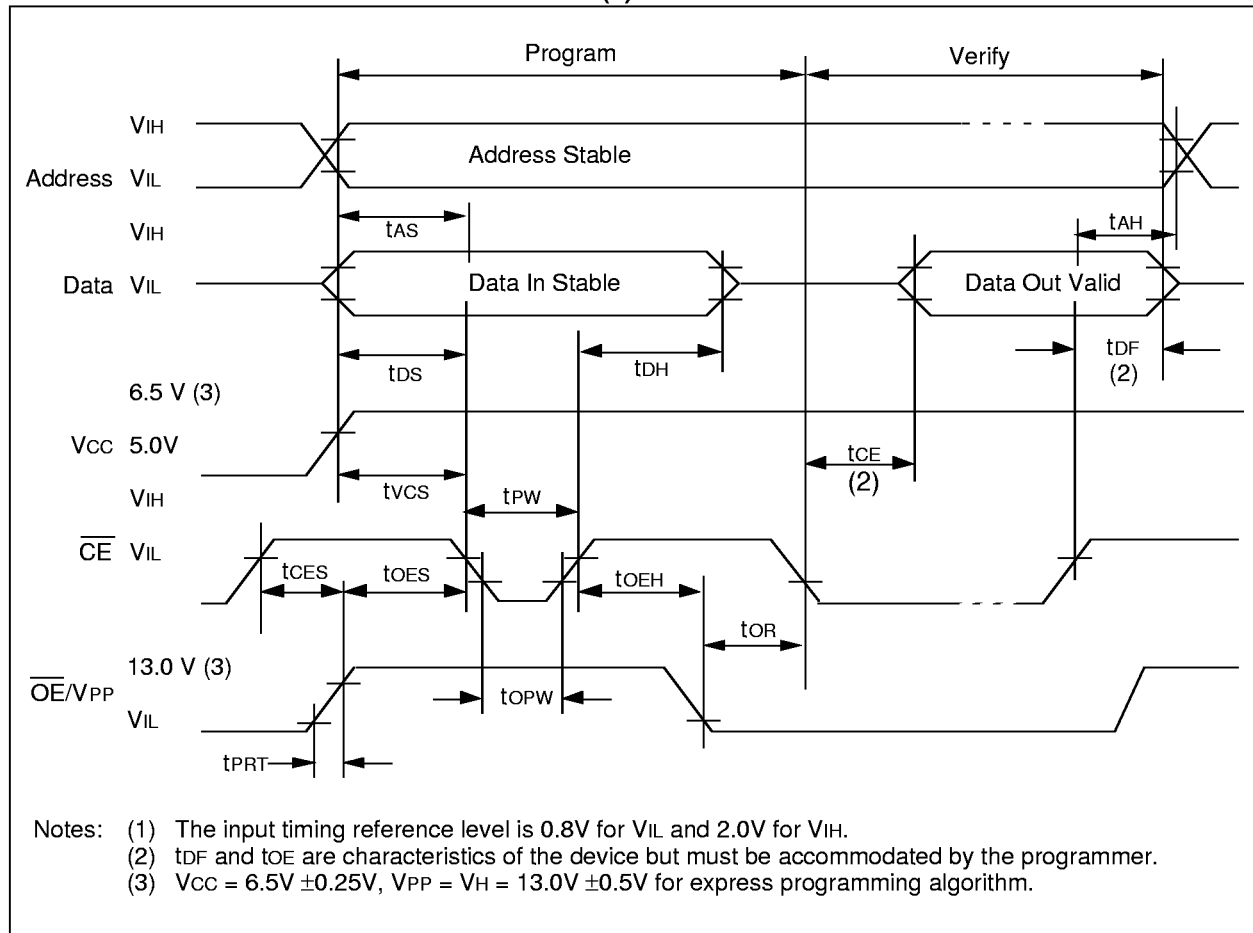 Program
Verify
VIH
Address Stable
Address VIL
tAS
tAH
VIH
Data VIL
Data In Stable
Data Out Valid
tDS
tDH
tDF
(2)
6.5 V (3)
VCC 5.0V
tVCS
tCE
(2)
VIH
tPW
CE VIL
tCES
tOES
tOEH
tOR
13.0 V (3)
OE/VPP
VIL
tOPW
tPRT
Notes: (1) The input timing reference level is 0.8V for VIL and 2.0V for VIH.
(2) tDF and tOE are characteristics of the device but must be accommodated by the programmer.
(3) VCC = 6.5V ±0.25V, VPP = VH = 13.0V ±0.5V for express programming algorithm.